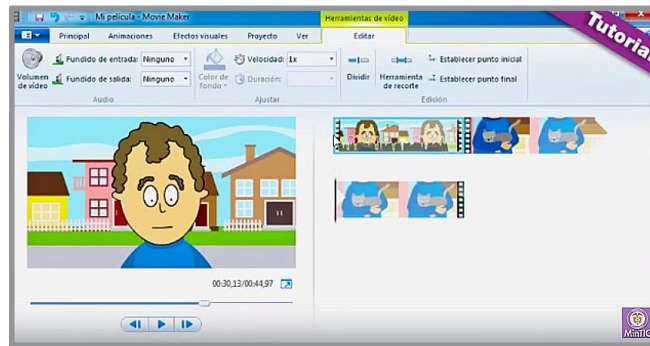 Mi película - Movie Maker
Herramientas de vídeo
Tutorial
Principal Animaciones Efectos visuales Proyecto Ver Editar
Volumen de vídeo
Fundido de entrada: Ninguno
Fundido de salida: Ninguno
Audio
Color de fondo
Velocidad: 1x
Duración:
Ajustar
Dividir
Herramienta de recorte
Establecer punto inicial
Establecer punto final
Edición
00:30,13/00:44,97
MinTIC